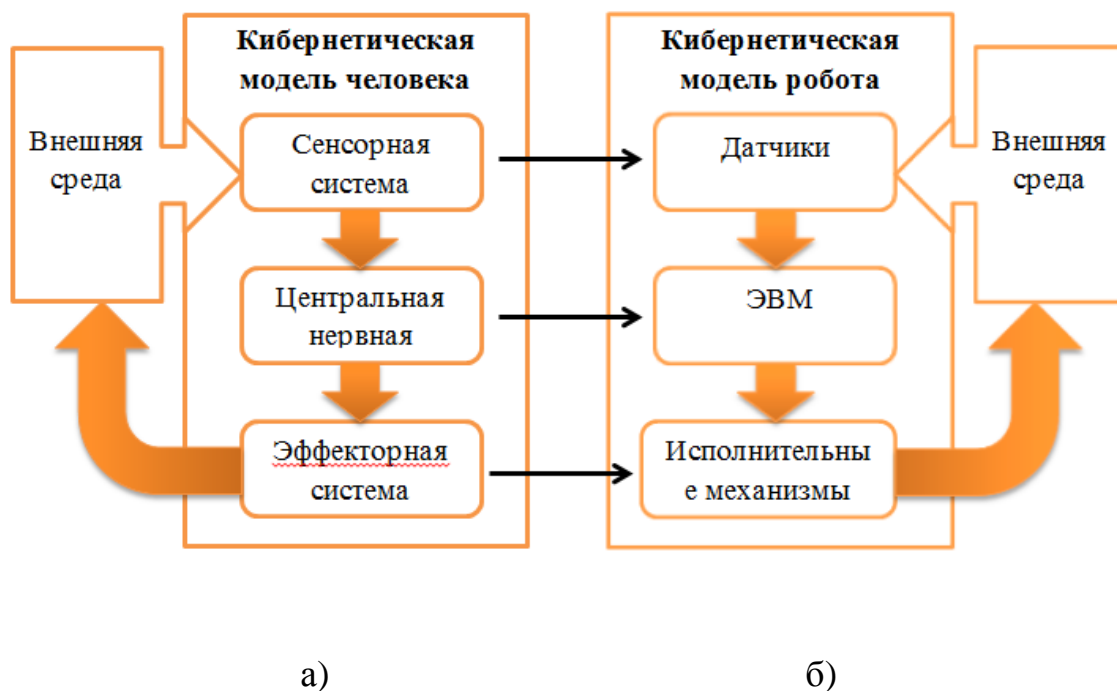 Кибернетическая
модель человека
Внешняя
среда
Сенсорная
система
Центральная
нервная
Эффекторная
система
Кибернетическая
модель робота
Датчики
ЭВМ
Исполнительны
е механизмы
Внешняя
среда
а)
б)